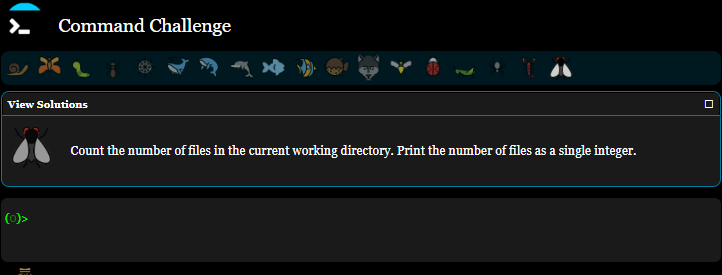 Command Challenge
View Solutions
Count the number of files in the current working directory. Print the number of files as a single integer.
(0)>